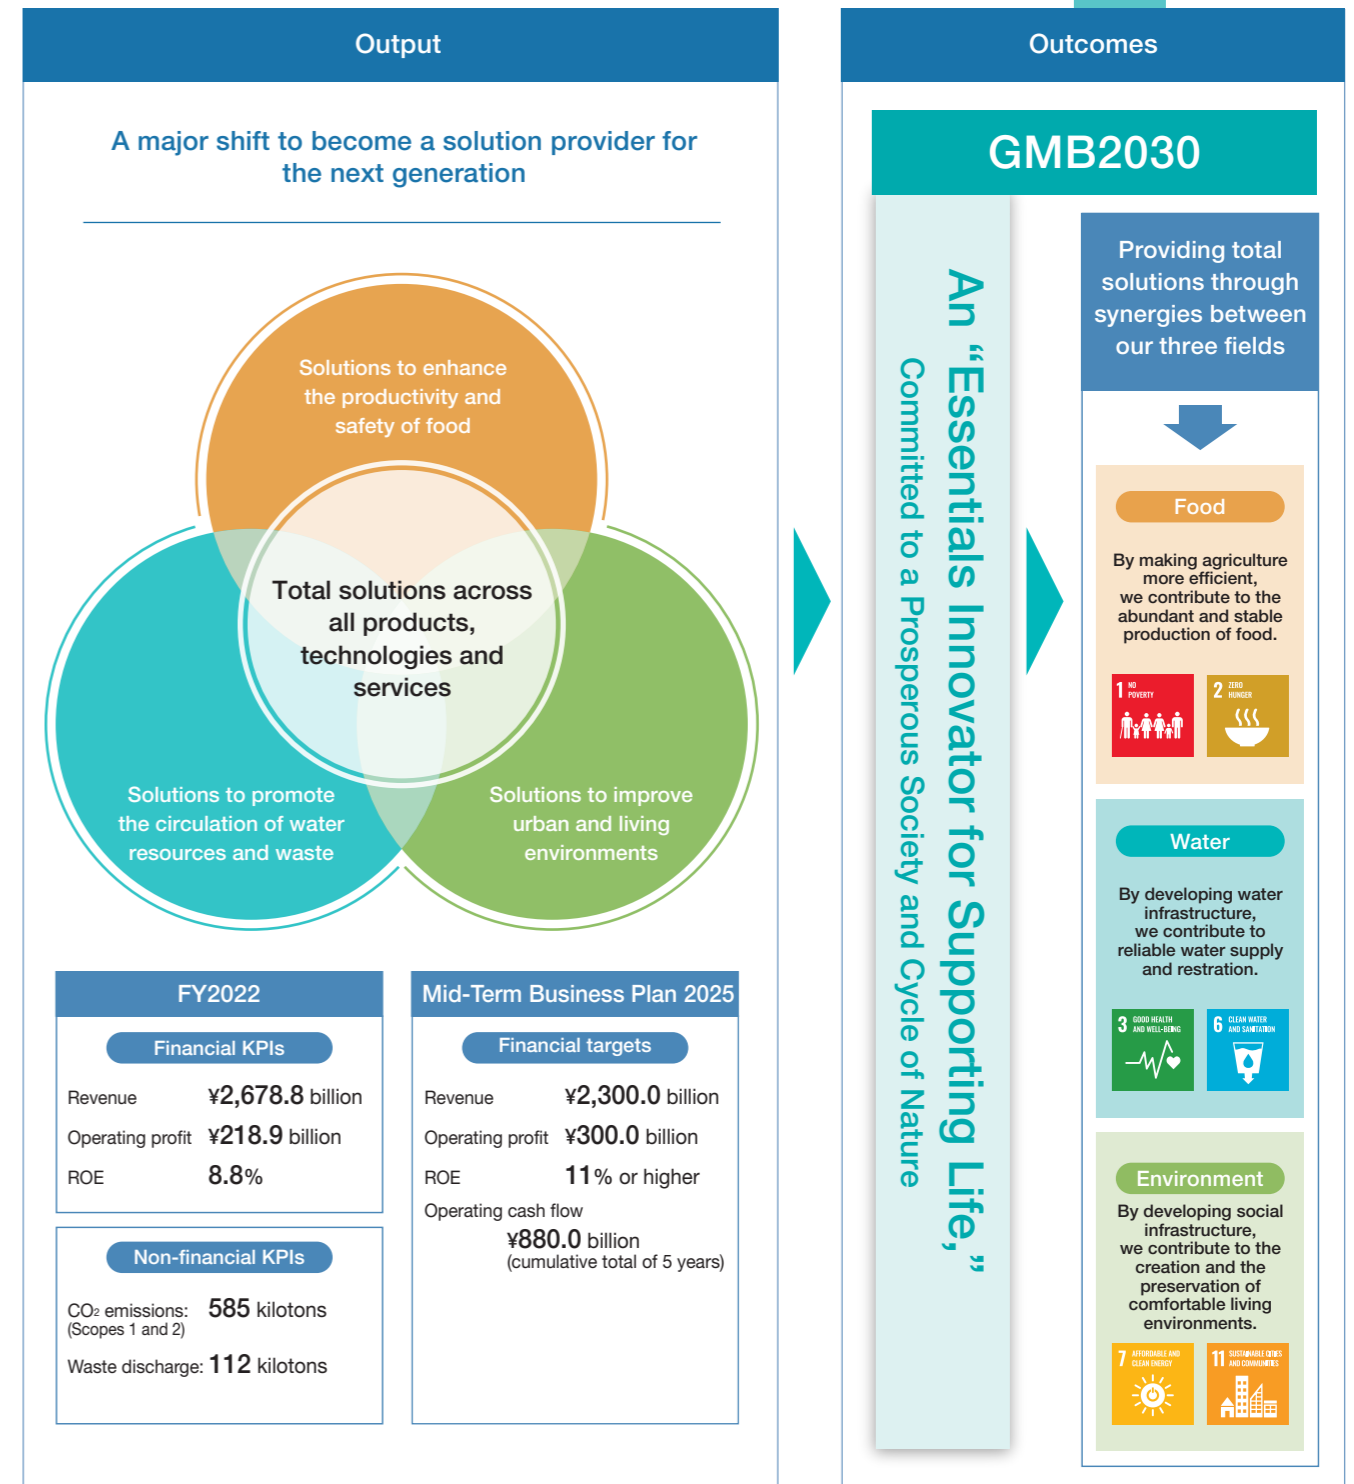 Output
A major shift to become a solution provider for
the next generation
Solutions to enhance
the productivity and
safety of food
Total solutions across
all products,
technologies and
services
Solutions to promote
the circulation of water
resources and waste
Solutions to improve
urban and living
environments
FY2022
Financial KPIs
Revenue ¥2,678.8 billion
Operating profit ¥218.9 billion
ROE 8.8%
Non-financial KPIs
CO2 emissions: 585 kilotons
(Scopes 1 and 2)
Waste discharge: 112 kilotons
Mid-Term Business Plan 2025
Financial targets
Revenue ¥2,300.0 billion
Operating profit ¥300.0 billion
ROE 11% or higher
Operating cash flow
¥880.0 billion
(cumulative total of 5 years)
Outcomes
GMB2030
An “Essentials Innovator for Supporting Life,”
Committed to a Prosperous Society and Cycle of Nature
Providing total
solutions through
synergies between
our three fields
Food
By making agriculture
more efficient,
we contribute to the
abundant and stable
production of food.
1 NO
POVERTY
2 ZERO
HUNGER
Water
By developing water
infrastructure,
we contribute to
reliable water supply
and restration.
3 GOOD HEALTH
AND WELL-BEING
6 CLEAN WATER
AND SANITATION
Environment
By developing social
infrastructure,
we contribute to the
creation and the
preservation of
comfortable living
environments.
7 AFFORDABLE AND
CLEAN ENERGY
11 SUSTAINABLE CITIES
AND COMMUNITIES